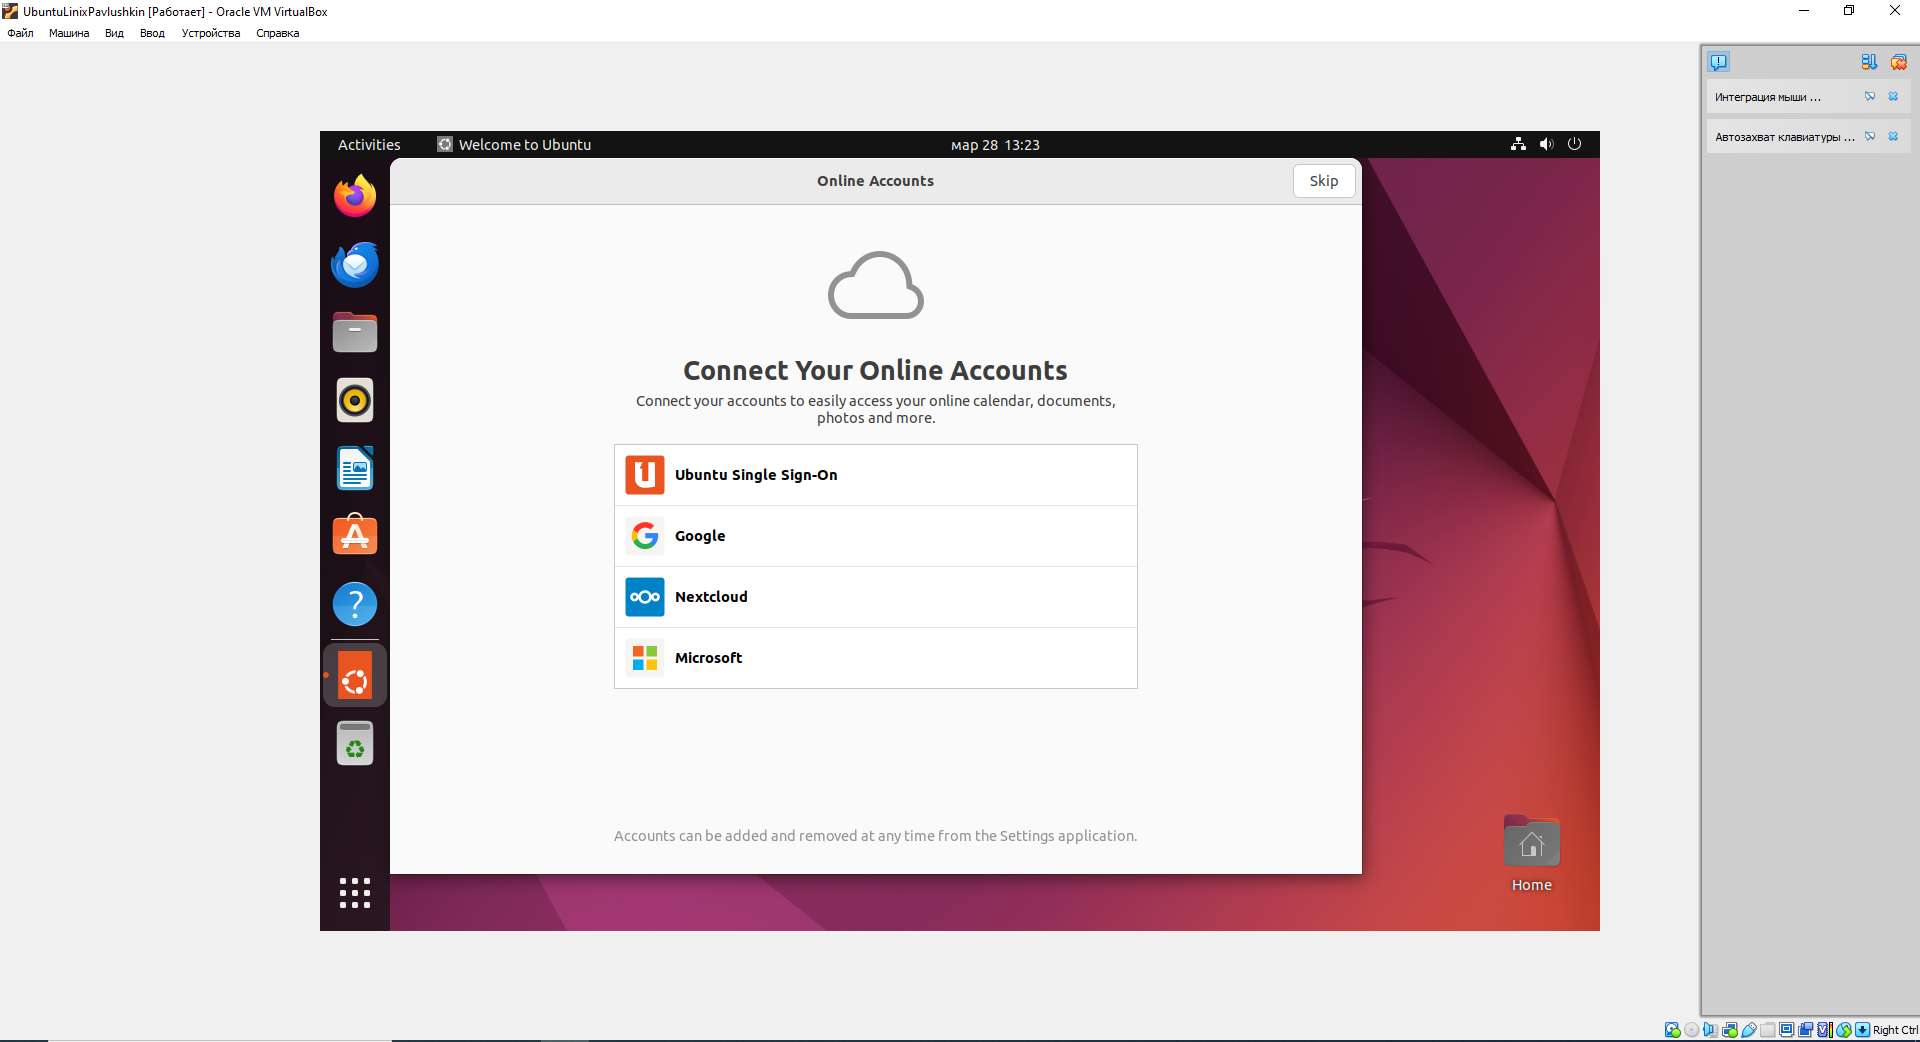 UbuntuLinixPavlushkin [Работает] - Oracle VM VirtualBox
Файл Машина Вид Ввод Устройства Справка
Интеграция мыши ...
Автозахват клавиатуры ...
Activities Welcome to Ubuntu мар 28 13:23
Online Accounts Skip
Connect Your Online Accounts
Connect your accounts to easily access your online calendar, documents,
photos and more.
Ubuntu Single Sign-On
Google
Nextcloud
Microsoft
Accounts can be added and removed at any time from the Settings application.
Home
Right Ctrl